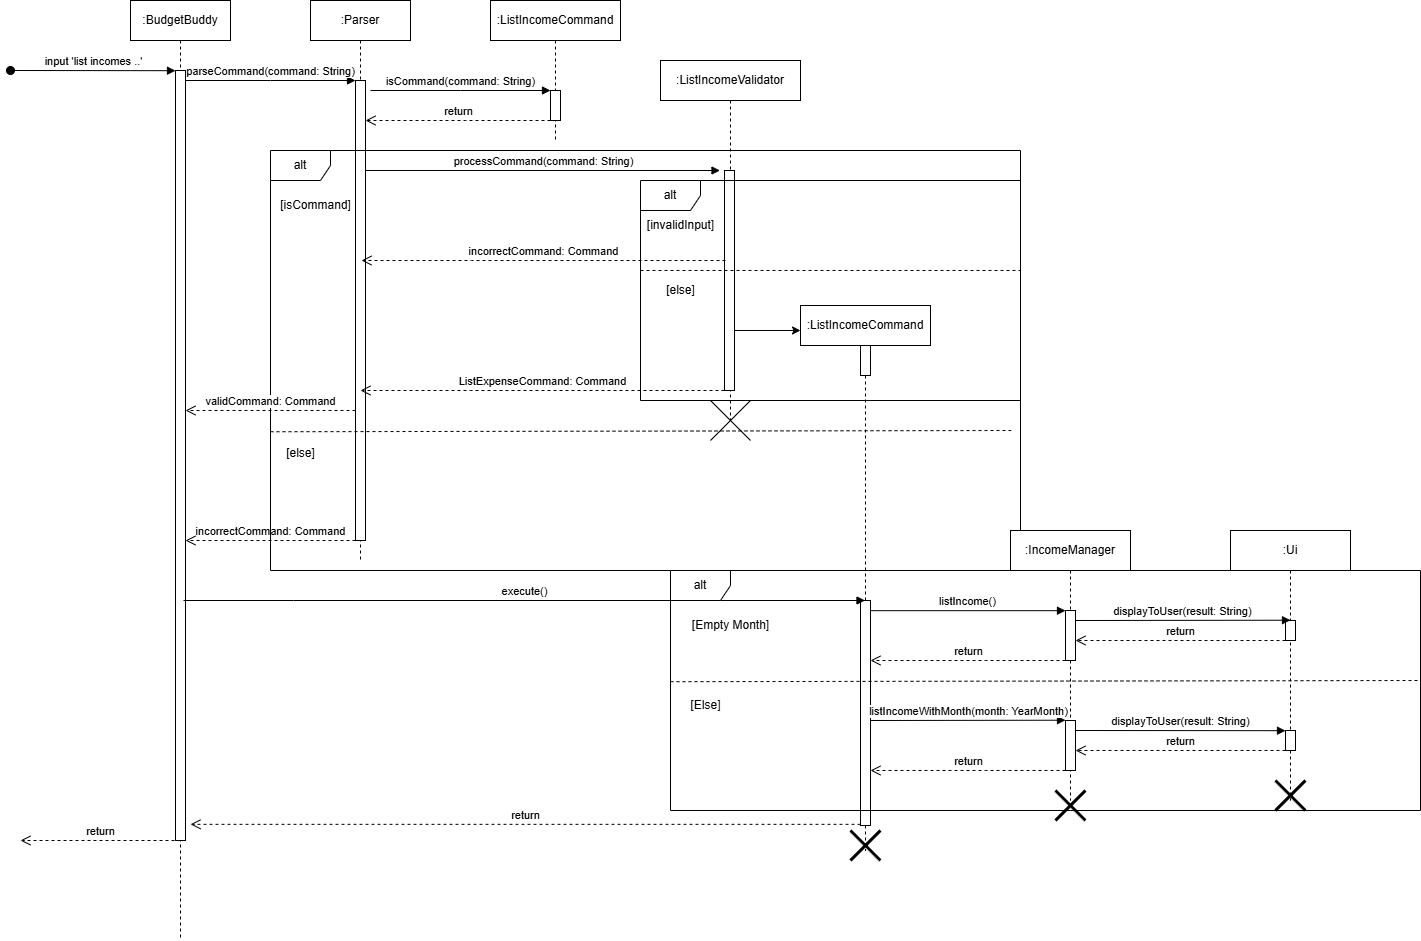 :BudgetBuddy
:Parser
:ListIncomeCommand
input 'list incomes ..'
parseCommand(command: String)
isCommand(command: String)
:ListIncomeValidator
return
alt
processCommand(command: String)
[isCommand]
alt
[invalidInput]
incorrectCommand: Command
[else]
:ListIncomeCommand
ListExpenseCommand: Command
validCommand: Command
[else]
incorrectCommand: Command
:IncomeManager
:Ui
alt
execute()
listIncome()
displayToUser(result: String)
[Empty Month]
return
return
[Else]
listIncomeWithMonth(month: YearMonth)
displayToUser(result: String)
return
return
return
return